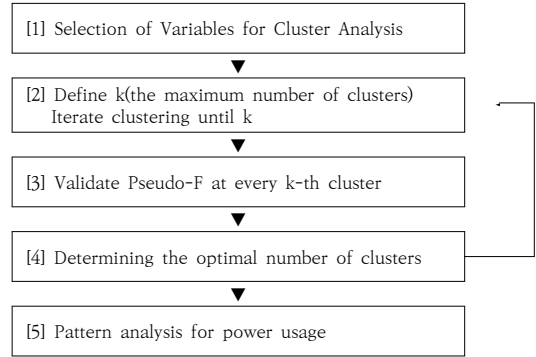 [1] Selection of Variables for Cluster Analysis
[2] Define k(the maximum number of clusters)
Iterate clustering until k
[3] Validate Pseudo-F at every k-th cluster
[4] Determining the optimal number of clusters
[5] Pattern analysis for power usage